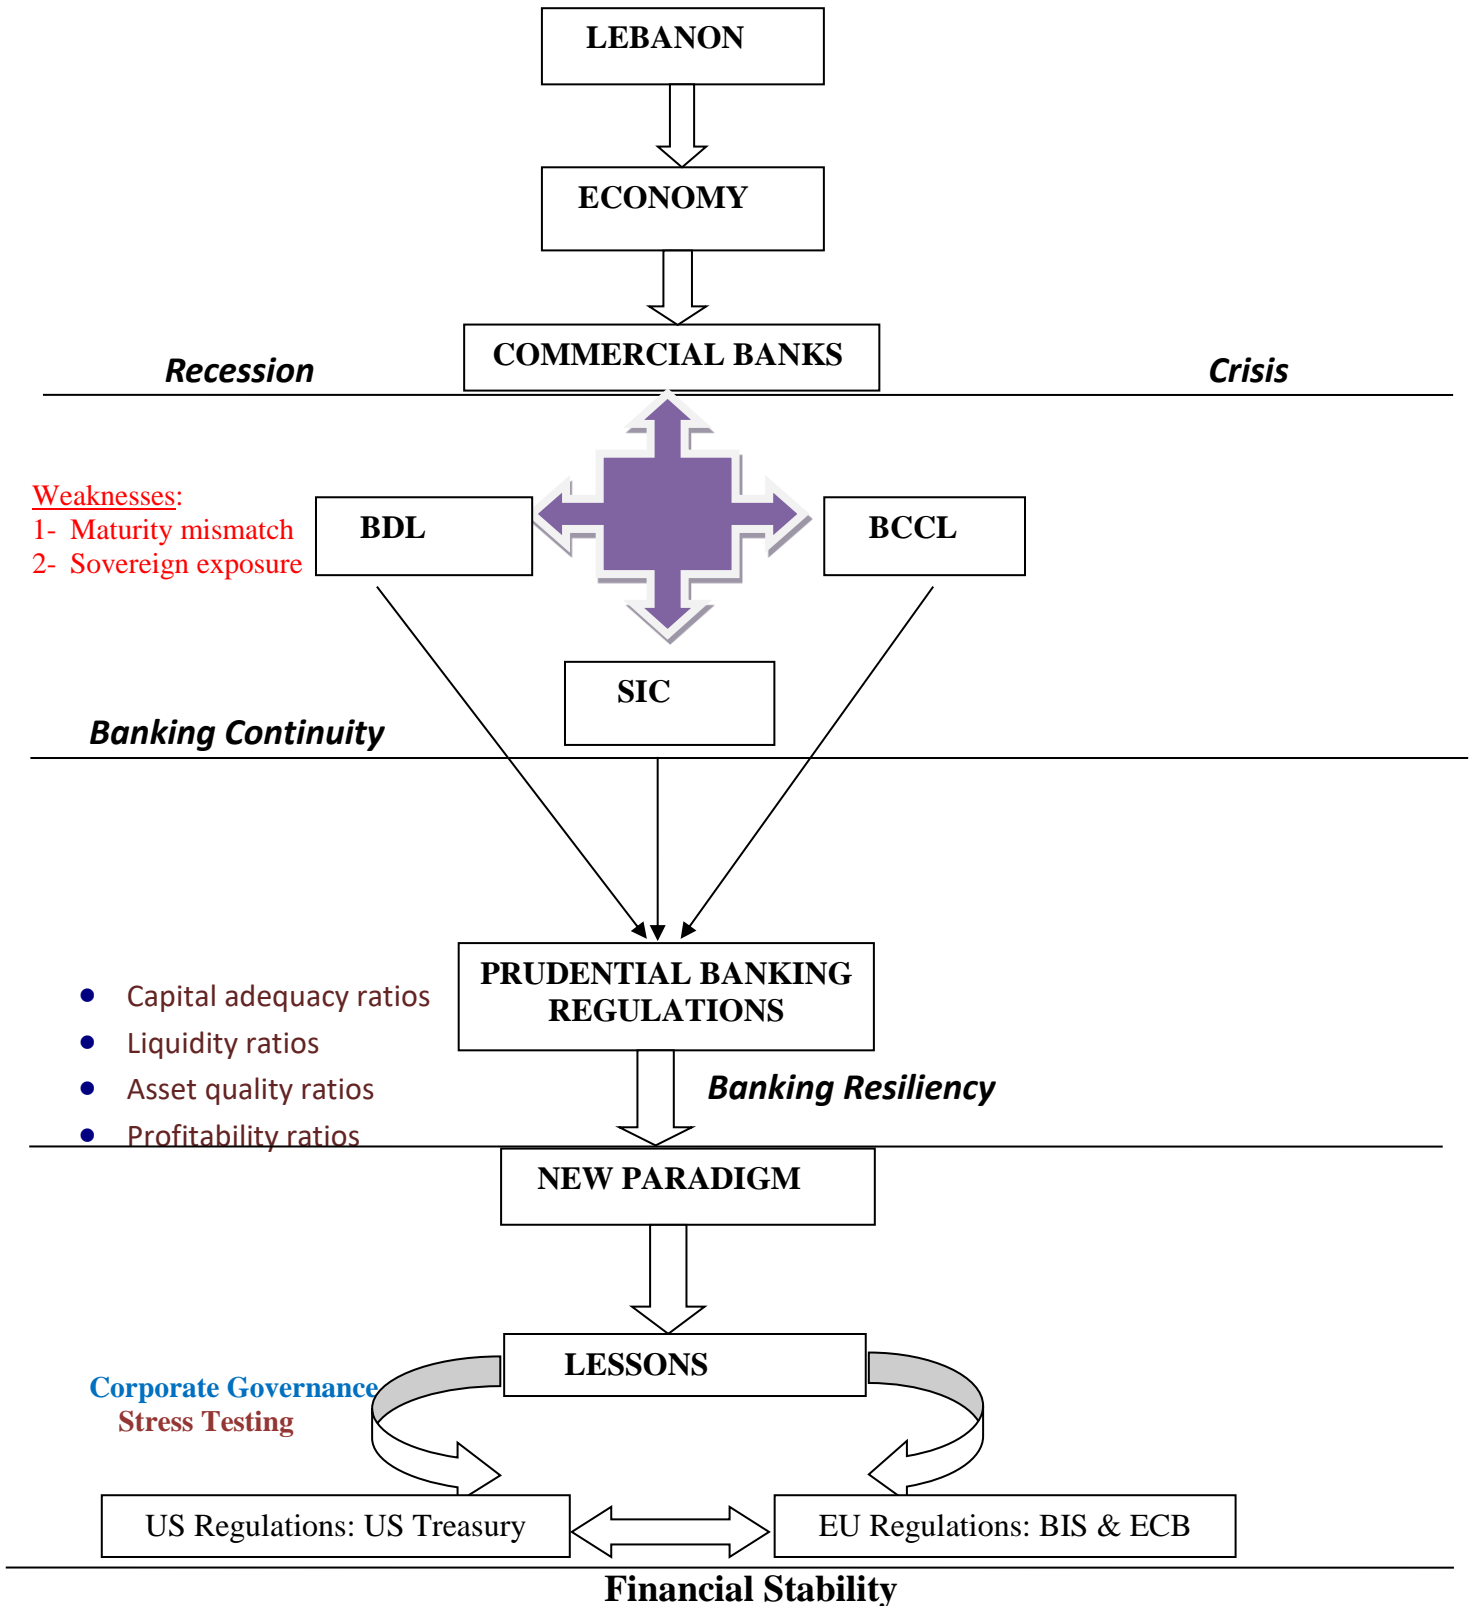 LEBANON
ECONOMY
COMMERCIAL BANKS
Recession
Crisis
Weaknesses:
1- Maturity mismatch
2- Sovereign exposure
BDL
BCCL
SIC
Banking Continuity
PRUDENTIAL BANKING
REGULATIONS
• Capital adequacy ratios
• Liquidity ratios
• Asset quality ratios
• Profitability ratios
Banking Resiliency
NEW PARADIGM
LESSONS
Corporate Governance
Stress Testing
US Regulations: US Treasury
EU Regulations: BIS & ECB
Financial Stability